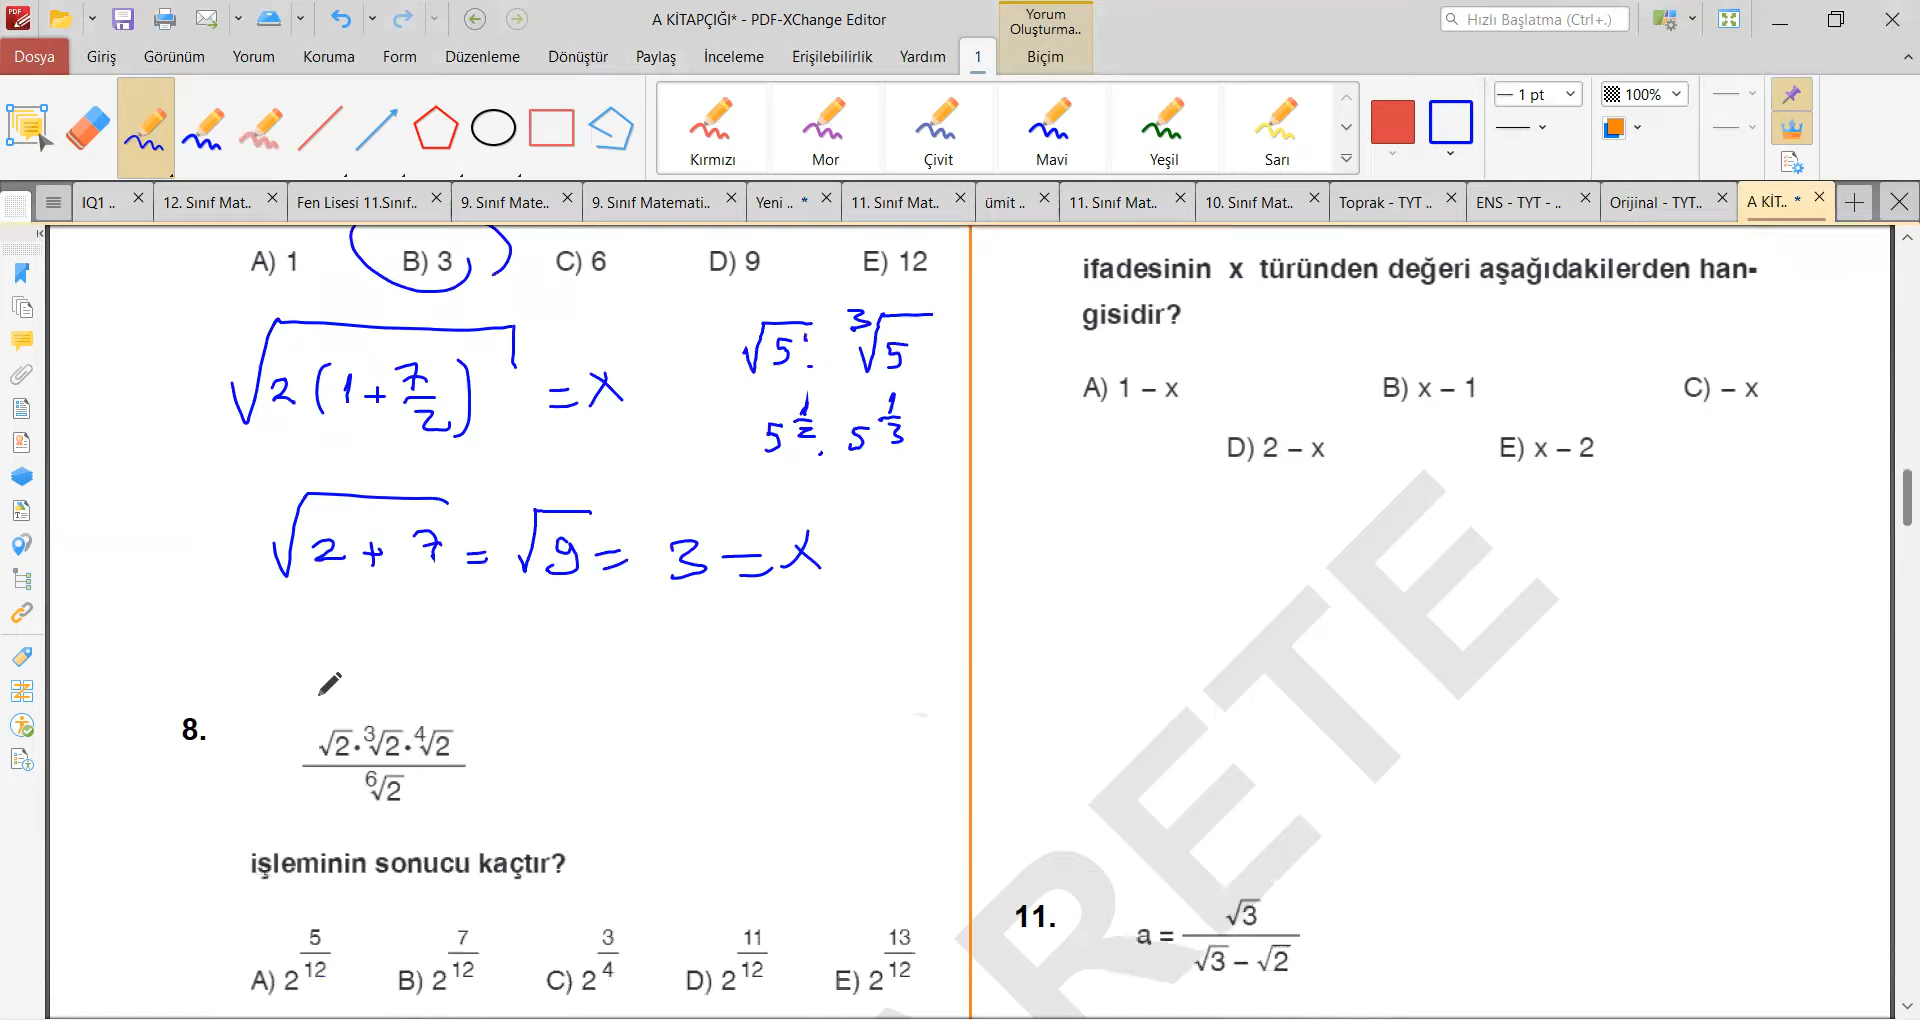 A KİTAPÇIĞI* - PDF-XChange Editor
Yorum Oluşturma..
Hızlı Başlatma (Ctrl+.)
Dosya Giriş Görünüm Yorum Koruma Form Düzenleme Dönüştür Paylaş İnceleme Erişilebilirlik Yardım 1 Biçim
1 pt 100%
Kırmızı Mor Çivit Mavi Yeşil Sarı
IQ1 .. 12. Sınıf Mat.. Fen Lisesi 11.Sınıf.. 9. Sınıf Mate.. 9. Sınıf Matemati.. Yeni .. * 11. Sınıf Mat.. ümit .. 11. Sınıf Mat.. 10. Sınıf Mat.. Toprak - TYT .. ENS - TYT - .. Orijinal - TYT.. A KİT.. *
A) 1 B) 3 C) 6 D) 9 E) 12
√2(1+7/2) = x
√5 . ³√5
5^1/2 . 5^1/3
√2+7 = √9 = 3 = x
8.
√2·³√2·⁴√2
⁶√2
işleminin sonucu kaçtır?
A) 2^5/12 B) 2^7/12 C) 2^3/4 D) 2^11/12 E) 2^13/12
ifadesinin x türünden değeri aşağıdakilerden han-
gisidir?
A) 1 – x B) x – 1 C) – x
D) 2 – x E) x – 2
11.
a = √3 / √3 – √2
RETE